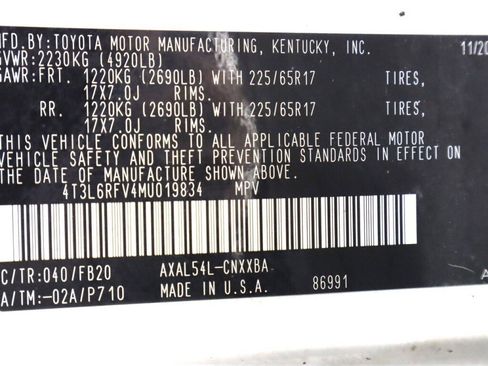 MFD.BY:TOYOTA MOTOR MANUFACTURING, KENTUCKY, INC. 11/20
GVWR:2230KG (4920LB)
GAWR:FRT. 1220KG (2690LB) WITH 225/65R17 TIRES,
17X7.0J RIMS.
RR. 1220KG (2690LB) WITH 225/65R17 TIRES,
17X7.0J RIMS.
THIS VEHICLE CONFORMS TO ALL APPLICABLE FEDERAL MOTOR
VEHICLE SAFETY AND THEFT PREVENTION STANDARDS IN EFFECT
ON THE DATE OF MANUFACTURE SHOWN ABOVE.
4T3L6RFV4MU019834 MPV
C/TR:040/FB20 AXAL54L-CNXXBA
A/TM:-02A/P710 MADE IN U.S.A. 86991